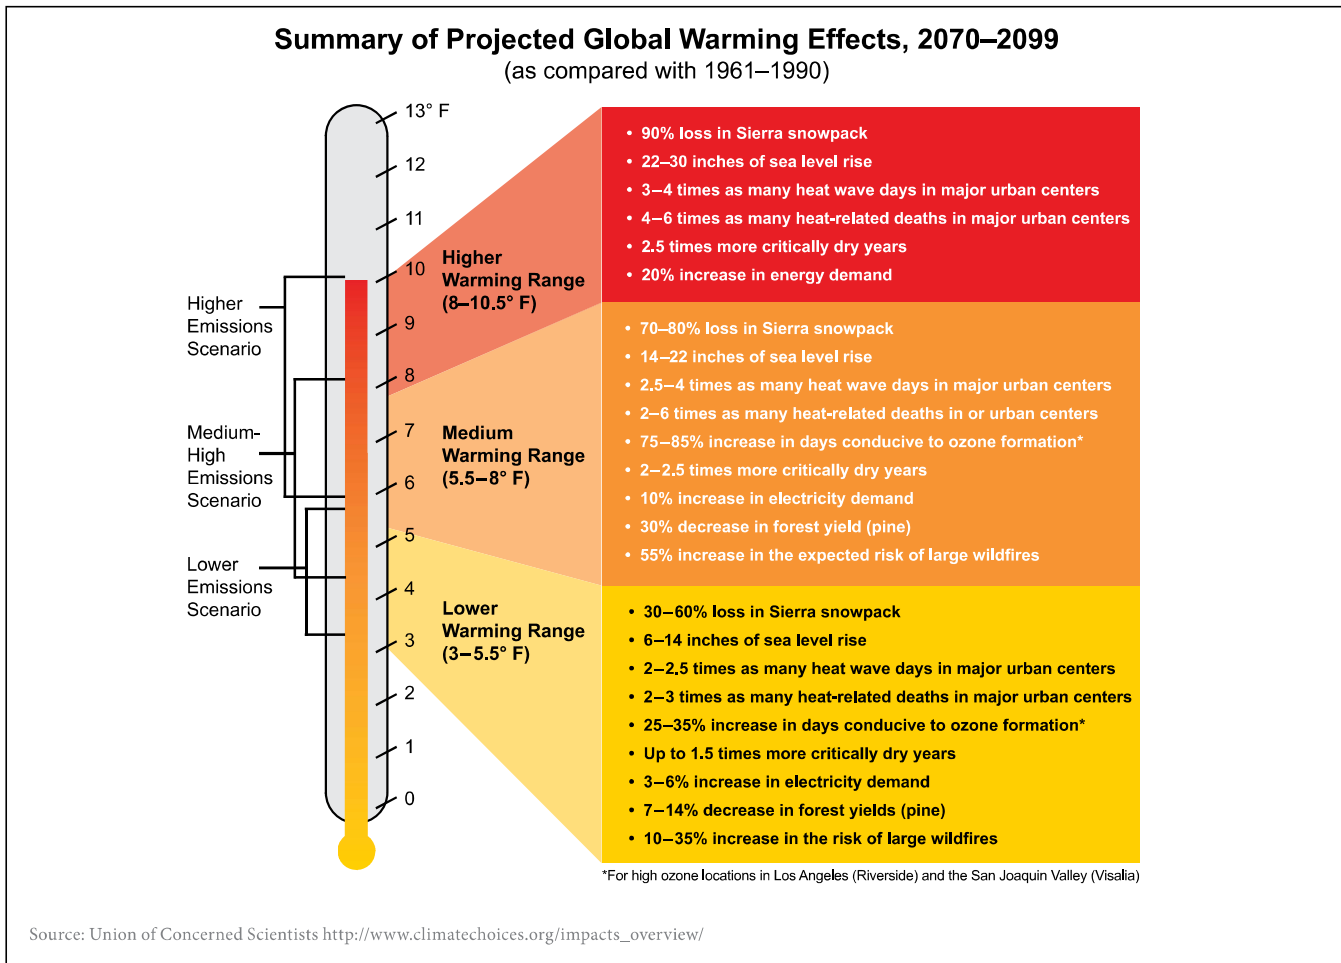 Summary of Projected Global Warming Effects, 2070–2099
(as compared with 1961–1990)
13° F
12
11
10
9
8
7
6
5
4
3
2
1
0
Higher
Emissions
Scenario
Medium-
High
Emissions
Scenario
Lower
Emissions
Scenario
Higher
Warming Range
(8–10.5° F)
Medium
Warming Range
(5.5–8° F)
Lower
Warming Range
(3–5.5° F)
• 90% loss in Sierra snowpack
• 22–30 inches of sea level rise
• 3–4 times as many heat wave days in major urban centers
• 4–6 times as many heat-related deaths in major urban centers
• 2.5 times more critically dry years
• 20% increase in energy demand
• 70–80% loss in Sierra snowpack
• 14–22 inches of sea level rise
• 2.5–4 times as many heat wave days in major urban centers
• 2–6 times as many heat-related deaths in or urban centers
• 75–85% increase in days conducive to ozone formation*
• 2–2.5 times more critically dry years
• 10% increase in electricity demand
• 30% decrease in forest yield (pine)
• 55% increase in the expected risk of large wildfires
• 30–60% loss in Sierra snowpack
• 6–14 inches of sea level rise
• 2–2.5 times as many heat wave days in major urban centers
• 2–3 times as many heat-related deaths in major urban centers
• 25–35% increase in days conducive to ozone formation*
• Up to 1.5 times more critically dry years
• 3–6% increase in electricity demand
• 7–14% decrease in forest yields (pine)
• 10–35% increase in the risk of large wildfires
*For high ozone locations in Los Angeles (Riverside) and the San Joaquin Valley (Visalia)
Source: Union of Concerned Scientists http://www.climatechoices.org/impacts_overview/